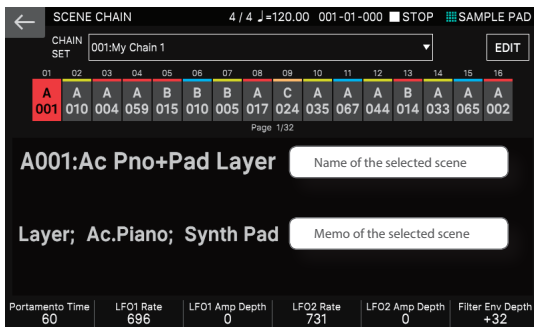 SCENE CHAIN 4 / 4 ♩=120.00 001-01-000 STOP SAMPLE PAD
CHAIN SET 001:My Chain 1 EDIT
01 02 03 04 05 06 07 08 09 10 11 12 13 14 15 16
A A A A B B B A C A A A B A A A
001 010 004 059 015 010 005 017 024 035 067 044 014 033 065 002
Page 1/32
A001:Ac Pno+Pad Layer Name of the selected scene
Layer; Ac.Piano; Synth Pad Memo of the selected scene
Portamento Time LFO1 Rate LFO1 Amp Depth LFO2 Rate LFO2 Amp Depth Filter Env Depth
60 696 0 731 0 +32